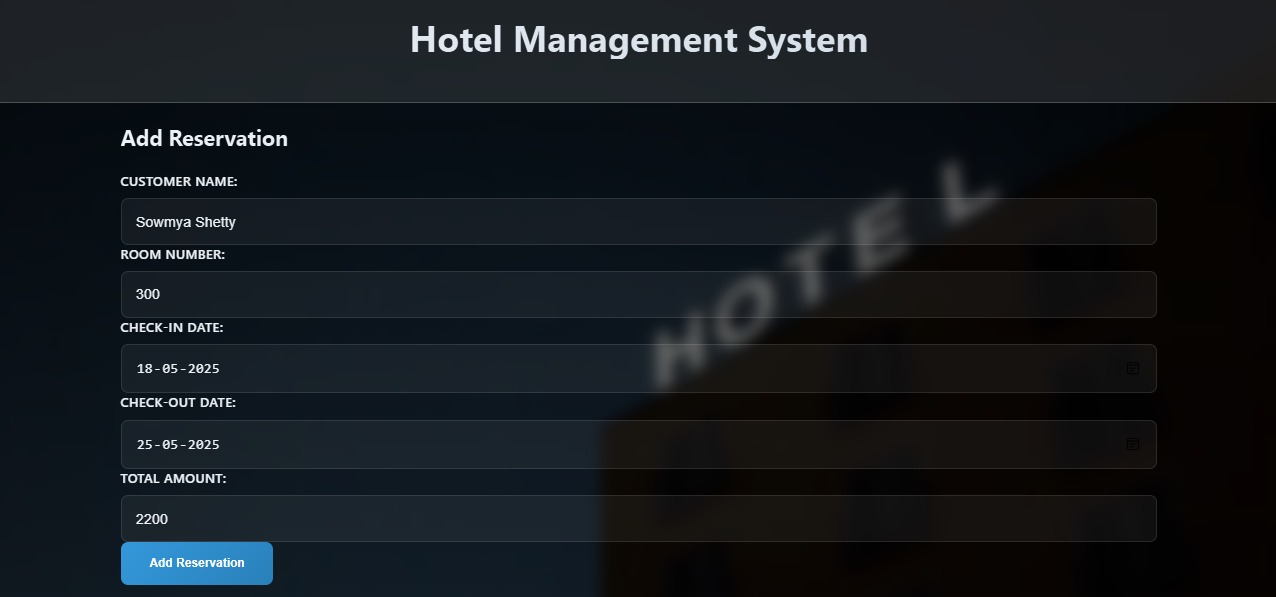 Hotel Management System
Add Reservation
CUSTOMER NAME:
Sowmya Shetty
ROOM NUMBER:
300
CHECK-IN DATE:
18-05-2025
CHECK-OUT DATE:
25-05-2025
TOTAL AMOUNT:
2200
Add Reservation
HOTEL